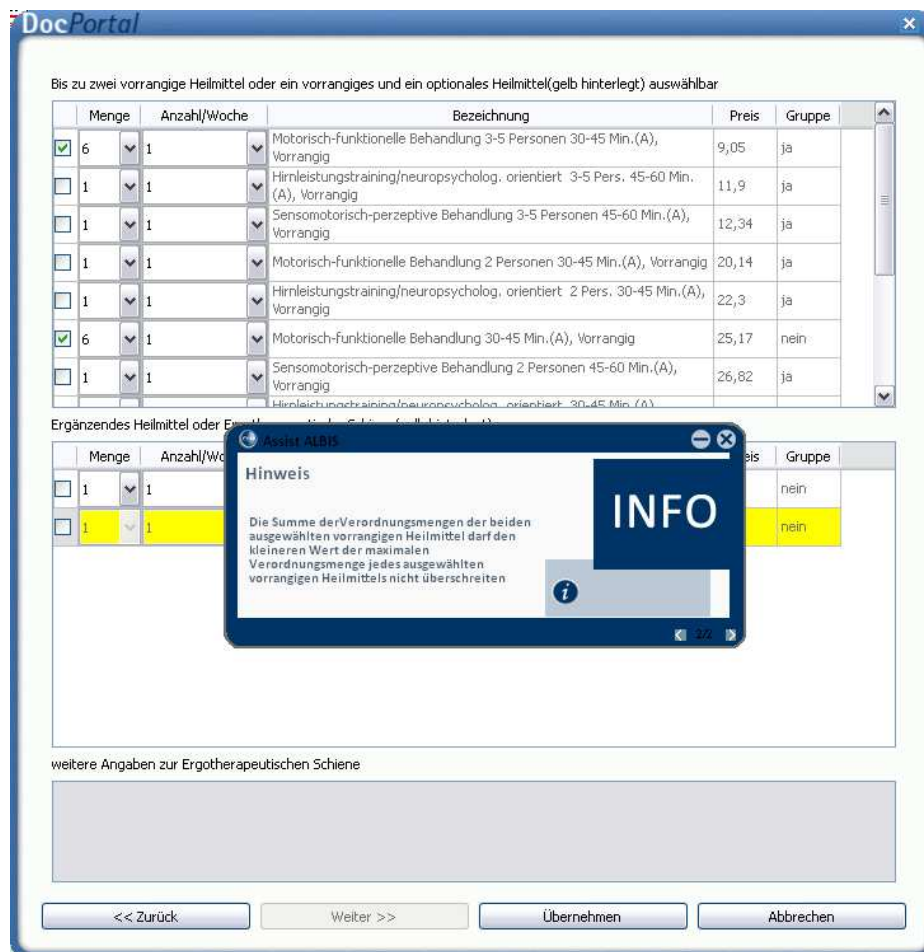 DocPortal
Bis zu zwei vorrangige Heilmittel oder ein vorrangiges und ein optionales Heilmittel(gelb hinterlegt) auswählbar
Menge Anzahl/Woche Bezeichnung Preis Gruppe
6 1 Motorisch-funktionelle Behandlung 3-5 Personen 30-45 Min.(A), Vorrangig 9,05 ja
1 1 Hirnleistungstraining/neuropsycholog. orientiert 3-5 Pers. 45-60 Min.(A), Vorrangig 11,9 ja
1 1 Sensomotorisch-perzeptive Behandlung 3-5 Personen 45-60 Min.(A), Vorrangig 12,34 ja
1 1 Motorisch-funktionelle Behandlung 2 Personen 30-45 Min.(A), Vorrangig 20,14 ja
1 1 Hirnleistungstraining/neuropsycholog. orientiert 2 Pers. 30-45 Min.(A), Vorrangig 22,3 ja
6 1 Motorisch-funktionelle Behandlung 30-45 Min.(A), Vorrangig 25,17 nein
1 1 Sensomotorisch-perzeptive Behandlung 2 Personen 45-60 Min.(A), Vorrangig 26,82 ja
Hirnleistungstraining/neuropsycholog. orientiert 30-45 Min.(A)
Ergänzendes Heilmittel oder
Menge Gruppe
1 1 nein
1 1 nein
Assist ALBIS
Hinweis
INFO
Die Summe derVerordnungsmengen der beiden
ausgewählten vorrangigen Heilmittel darf den
kleineren Wert der maximalen
Verordnungsmenge jedes ausgewählten
vorrangigen Heilmittels nicht überschreiten
i
2/2
weitere Angaben zur Ergotherapeutischen Schiene
<< Zurück Weiter >> Übernehmen Abbrechen